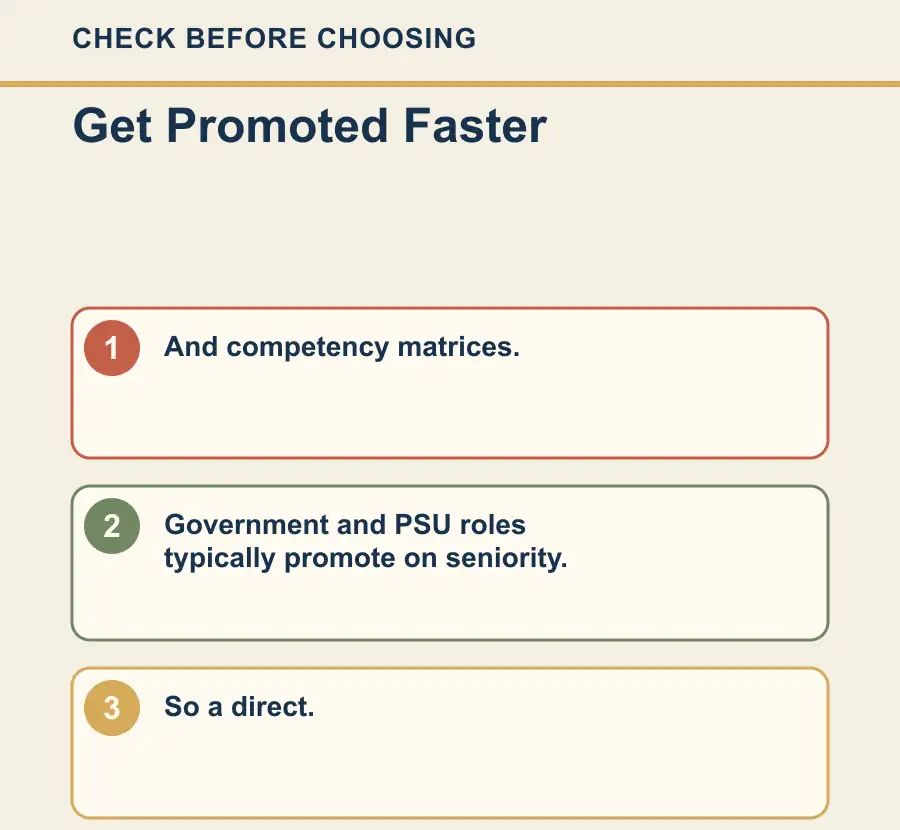 CHECK BEFORE CHOOSING
Get Promoted Faster
1
And competency matrices.
2
Government and PSU roles
typically promote on seniority.
3
So a direct.